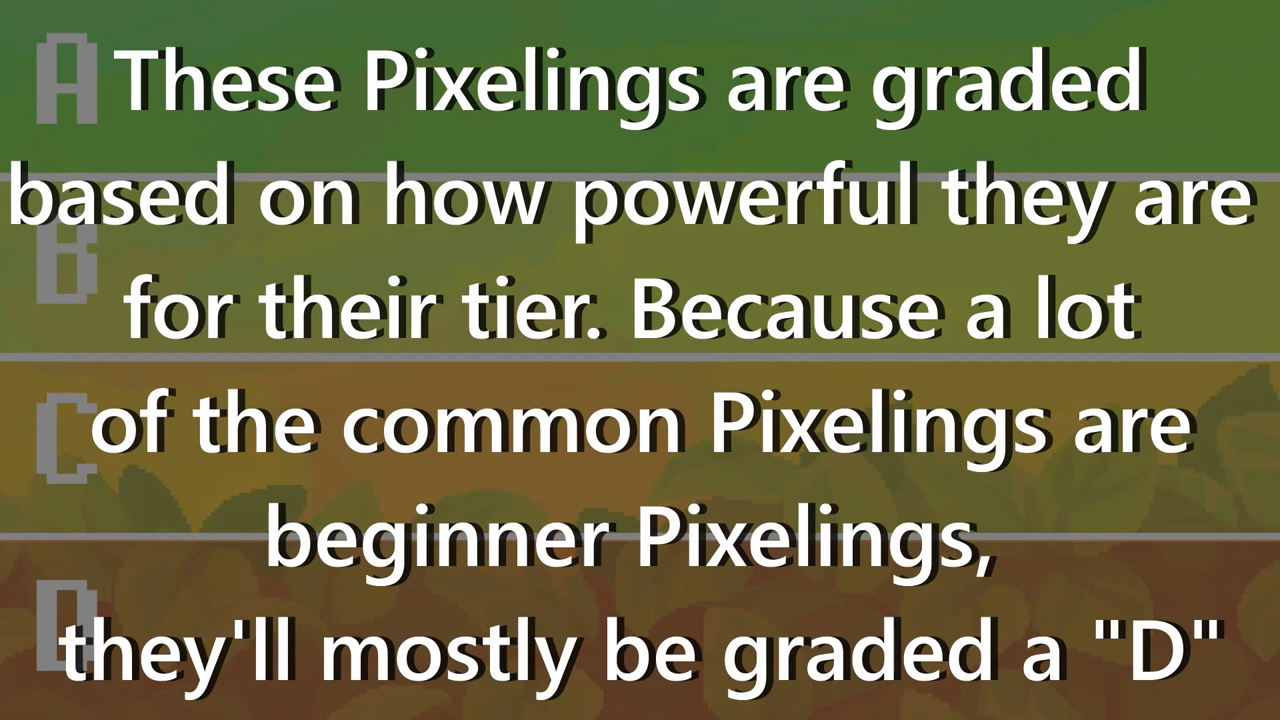 A
These Pixelings are graded
based on how powerful they are
B
for their tier. Because a lot
C
of the common Pixelings are
beginner Pixelings,
D
they'll mostly be graded a "D"